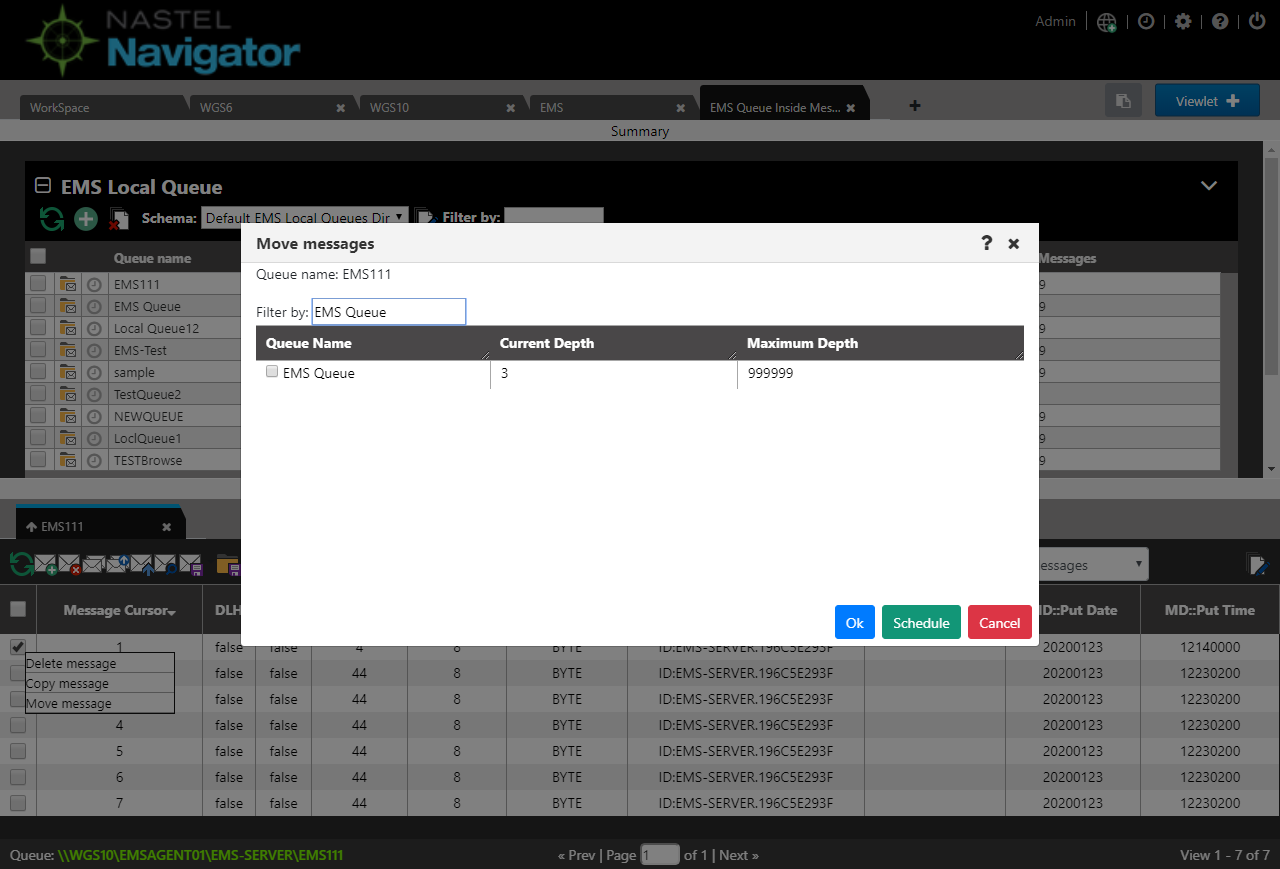 NASTEL
Navigator
Admin
WorkSpace
WGS6
WGS10
EMS
EMS Queue Inside Mes...
Viewlet
Summary
EMS Local Queue
Schema: Default EMS Local Queues Dir Filter by:
Queue name
Messages
EMS111 9
EMS Queue 9
Local Queue12 9
EMS-Test 9
sample 9
TestQueue2
NEWQUEUE 9
LoclQueue1 9
TESTBrowse 9
Move messages ?
Queue name: EMS111
Filter by: EMS Queue
Queue Name Current Depth Maximum Depth
EMS Queue 3 999999
Ok Schedule Cancel
EMS111
essages
Message Cursor DLH D::Put Date MD::Put Time
1 false false 4 8 BYTE ID:EMS-SERVER.196C5E293F 20200123 12140000
false false 44 8 BYTE ID:EMS-SERVER.196C5E293F 20200123 12230200
false false 44 8 BYTE ID:EMS-SERVER.196C5E293F 20200123 12230200
4 false false 44 8 BYTE ID:EMS-SERVER.196C5E293F 20200123 12230200
5 false false 44 8 BYTE ID:EMS-SERVER.196C5E293F 20200123 12230200
6 false false 44 8 BYTE ID:EMS-SERVER.196C5E293F 20200123 12230200
7 false false 44 8 BYTE ID:EMS-SERVER.196C5E293F 20200123 12230200
Delete message
Copy message
Move message
Queue: \\WGS10\EMSAGENT01\EMS-SERVER\EMS111 « Prev | Page 1 of 1 | Next » View 1 - 7 of 7